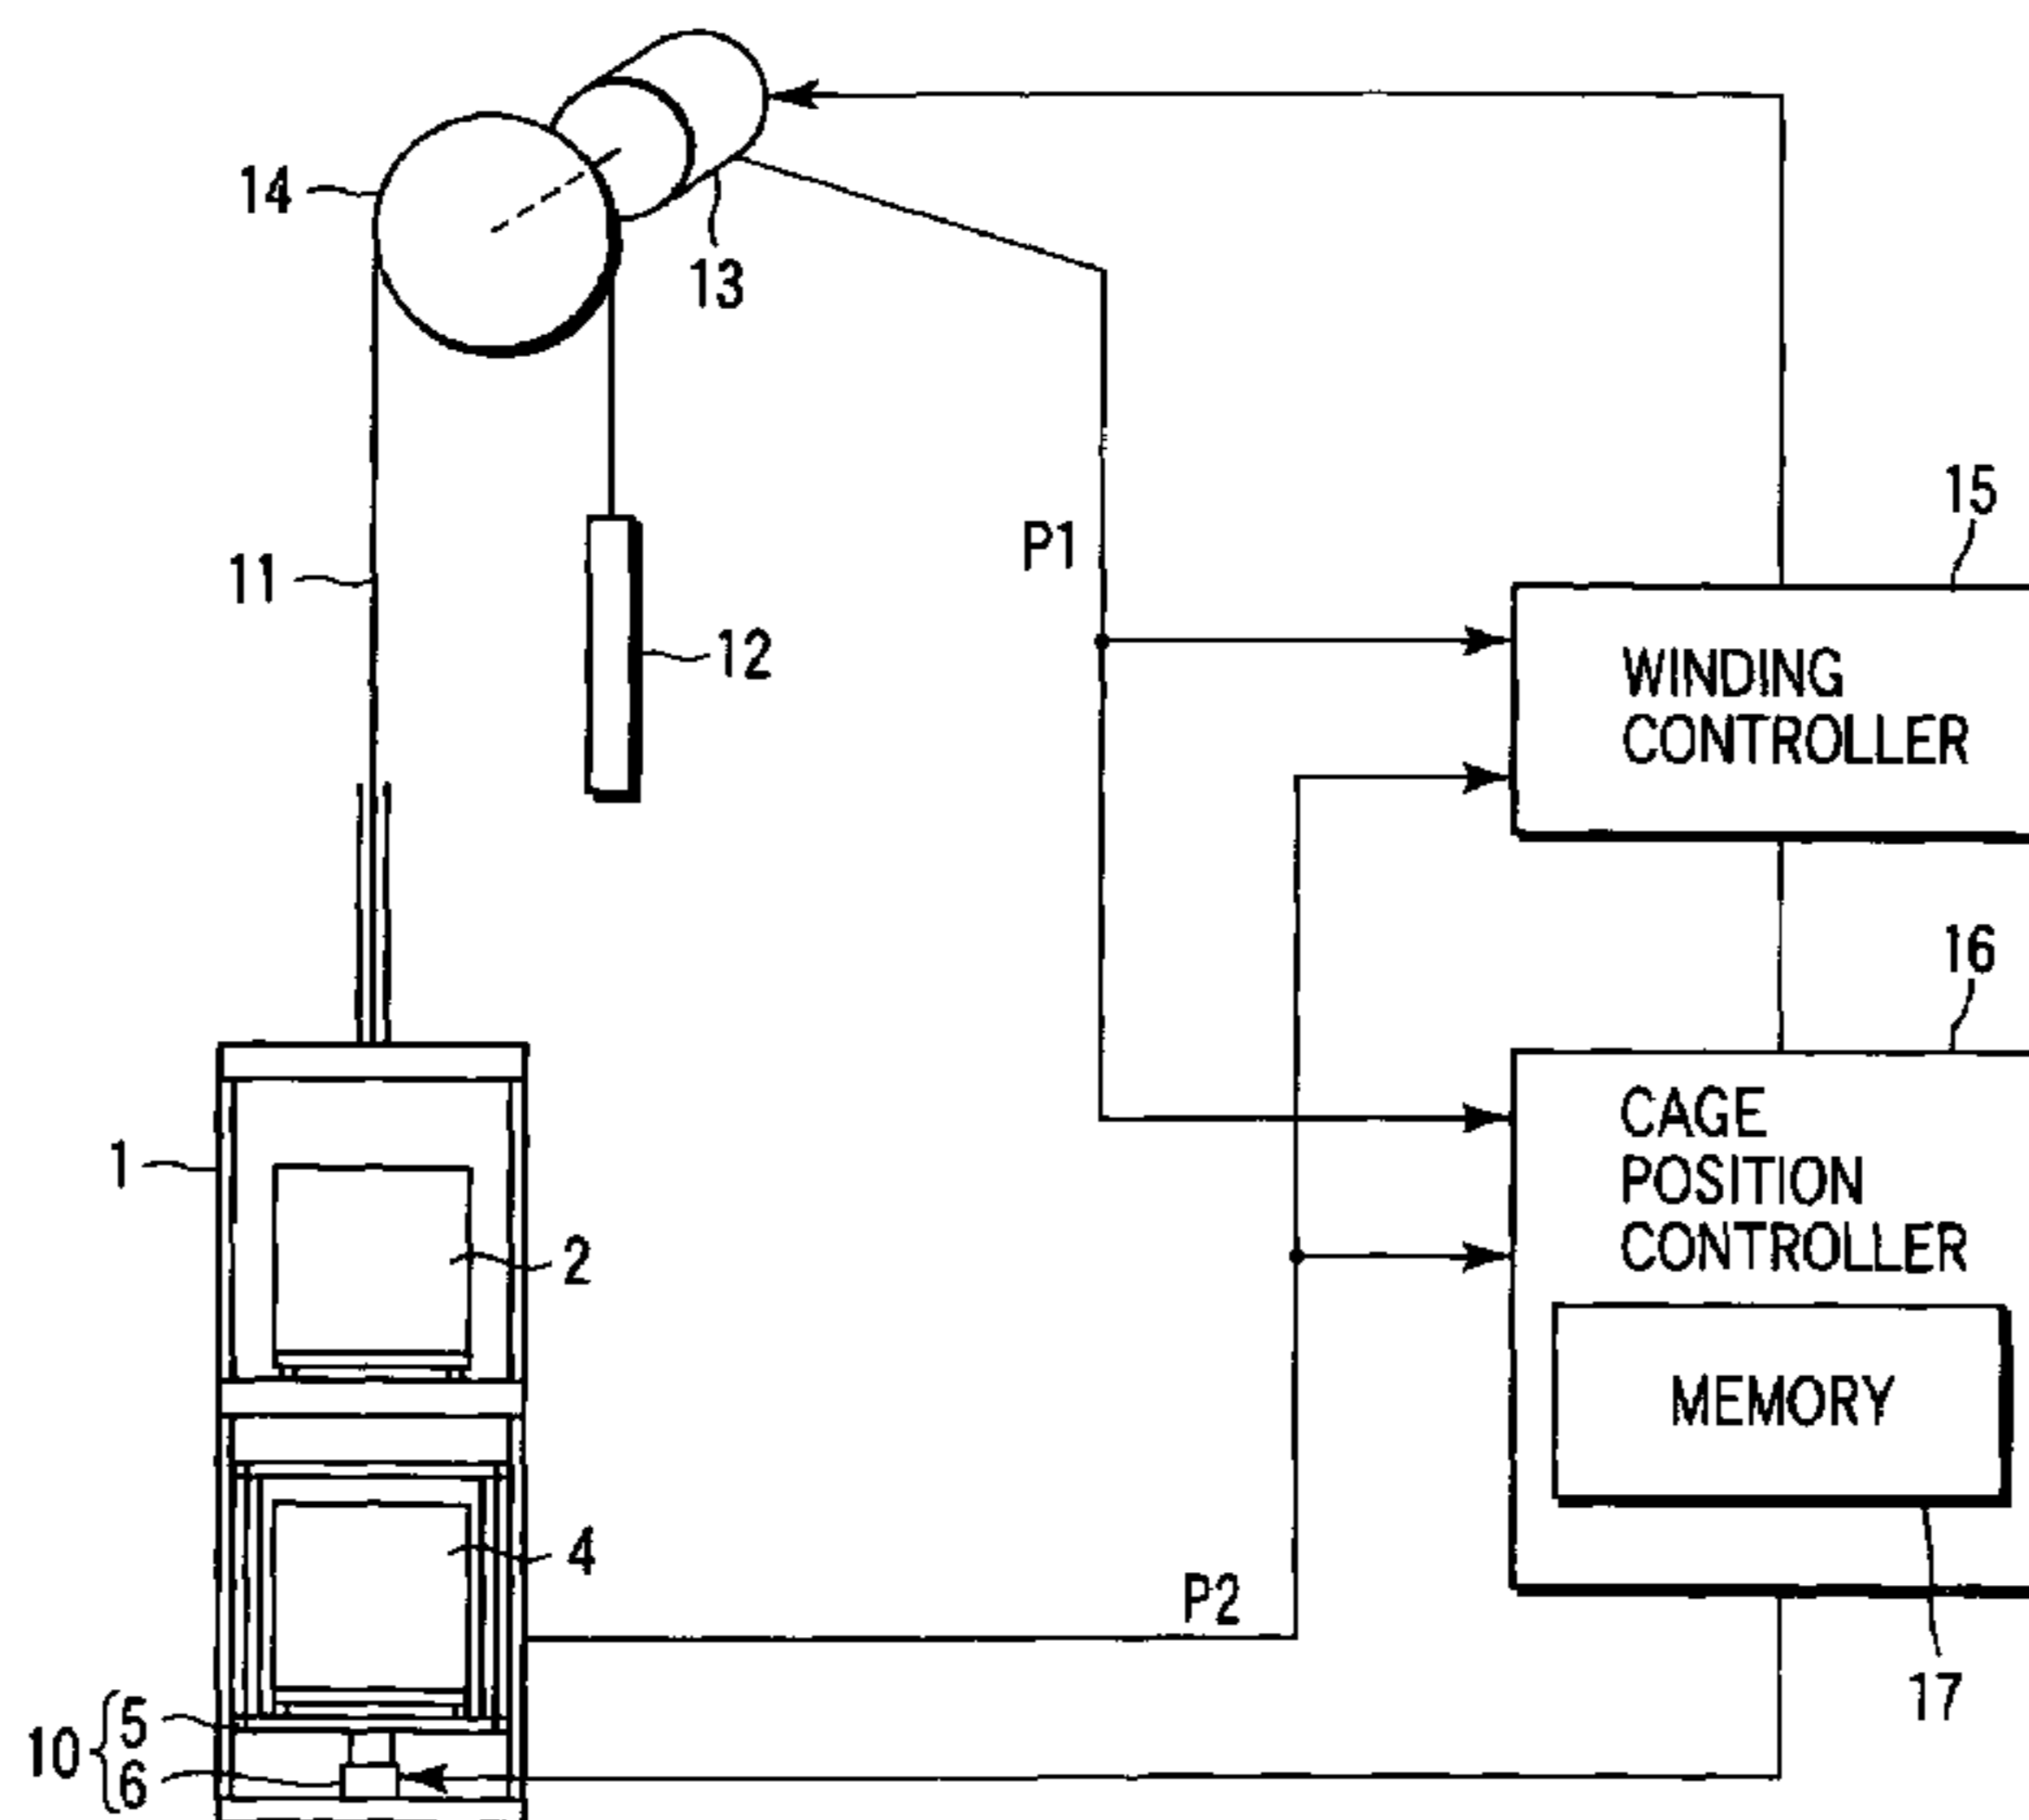 14
13
15
P1
11
12
WINDING
CONTROLLER
16
CAGE
POSITION
CONTROLLER
1
2
MEMORY
4
P2
17
10 { 5
6